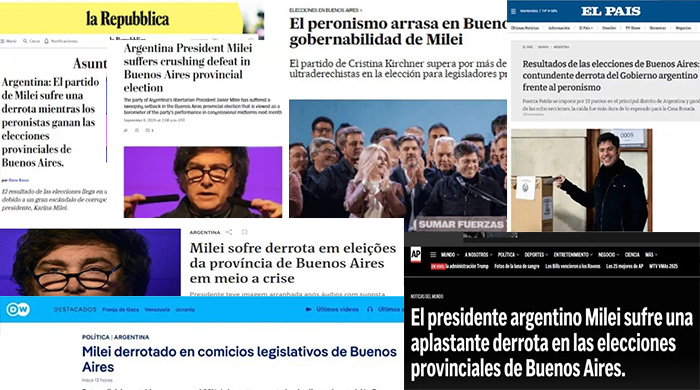 la Repubblica
Menú
Notificaciones
Asunt
Argentina: El partido
de Milei sufre una
derrota mientras los
peronistas ganan las
elecciones
provinciales de
Buenos Aires.
El resultado de las elecciones llega en
debido a un gran escándalo de corrup
presidente, Karina Milei.
Argentina President Milei
suffers crushing defeat in
Buenos Aires provincial
election
The party of Argentina's libertarian President Javier Milei has suffered a
sweeping setback in the Buenos Aires provincial election that is viewed as a
barometer of the party's performance in congressional midterms next month
ELECCIONES EN BUENOS AIRES
El peronismo arrasa en Bueno
gobernabilidad de Milei
El partido de Cristina Kirchner supera por más de
ultraderechistas en la elección para legisladores pr
SUMAR FUERZAS
EL PAÍS
Resultados de las elecciones de Buenos Aires:
contundente derrota del Gobierno argentino
frente al peronismo
Fuerza Patria se impone por 13 puntos en el principal distrito de Argentina y gan
de las ocho secciones, la caída fue más dura de lo esperado para la Casa Rosada.
0009
ARGENTINA
Milei sofre derrota em eleições
da província de Buenos Aires
em meio a crise
Presidente teve imagem arranhada após áudios com suposta
DW
DESTACADOS
Franja de Gaza
Venezuela
Ucrania
Últimos videos
Últimos
POLÍTICA | ARGENTINA
Milei derrotado en comicios legislativos de Buenos
Aires
Hace 13 horas
AP
MUNDO
A NOSOTROS
POLÍTICA
DEPORTES
ENTRETENIMIENTO
NEGOCIO
CIENCIA
MÁS
EN VIVO
la administración Trump
Fotos de la luna de sangre
Los Bills vencieron a los Ravens
Los 25 mejores de AP
MTV VMAs 2025
NOTICIAS DEL MUNDO
El presidente argentino Milei sufre una
aplastante derrota en las elecciones
provinciales de Buenos Aires.